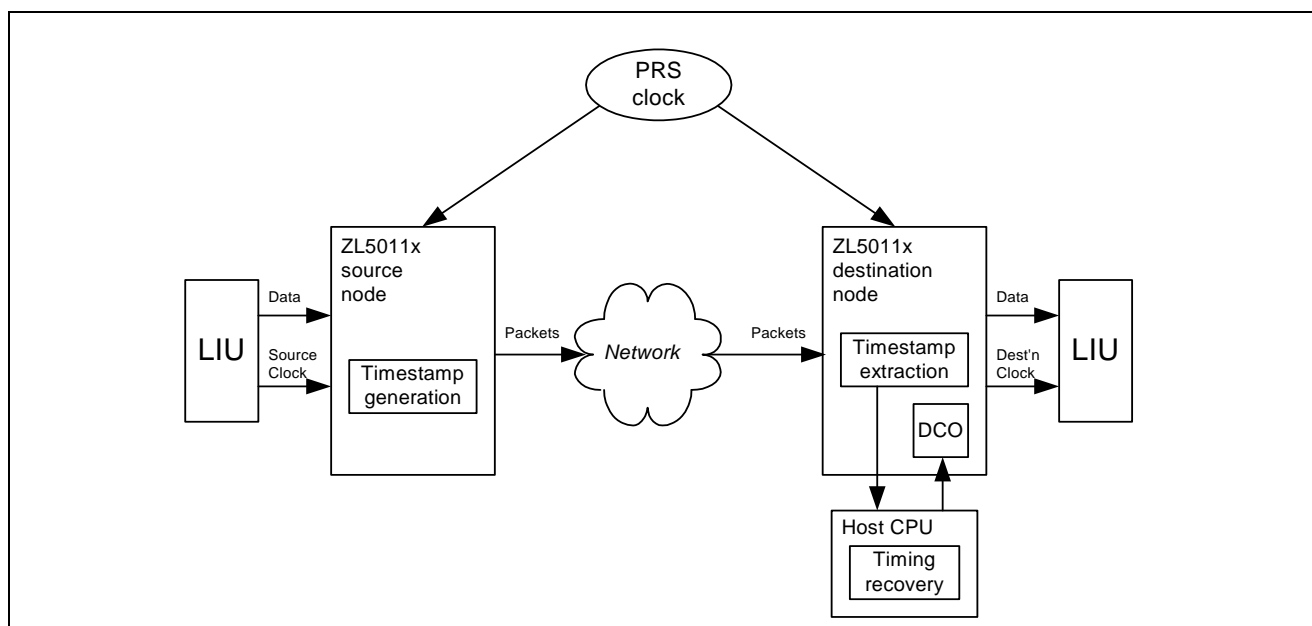 PRS
clock
ZL5011x
source
node
ZL5011x
destination
node
LIU
Data
Source
Clock
Timestamp
generation
Packets
Network
Packets
Timestamp
extraction
DCO
Data
Dest'n
Clock
LIU
Host CPU
Timing
recovery